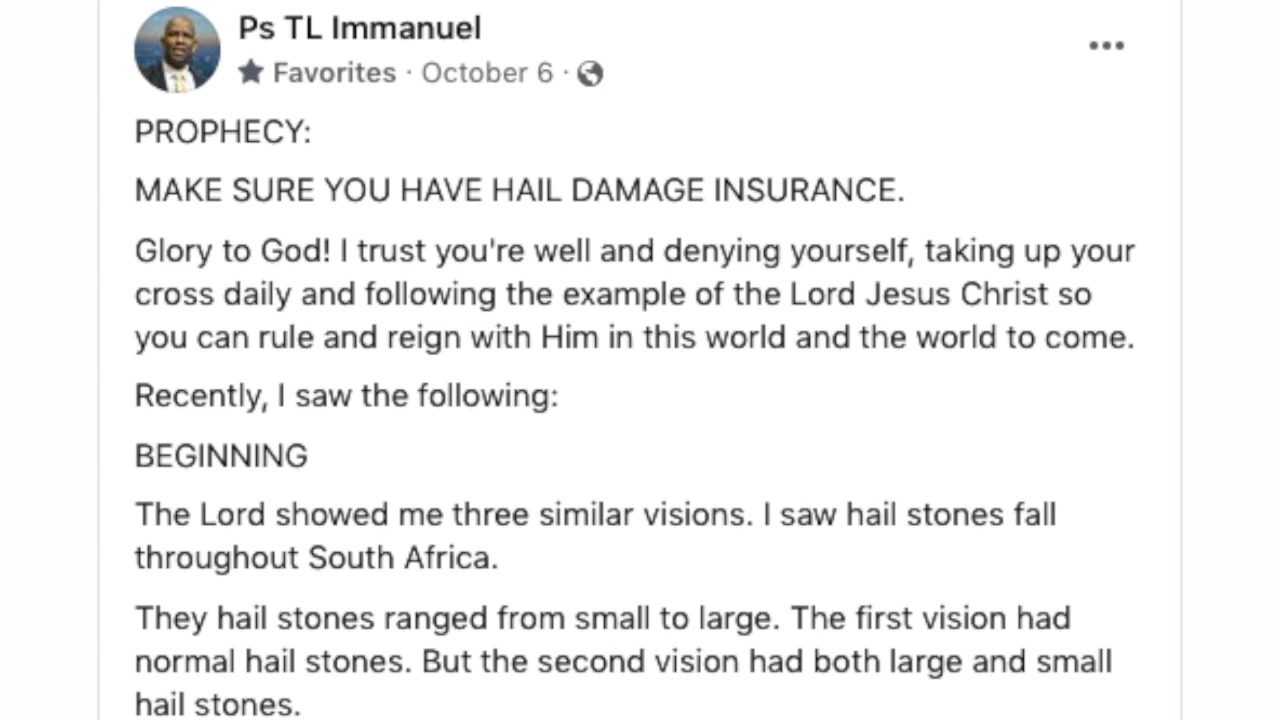 Ps TL Immanuel
Favorites · October 6 ·
PROPHECY:
MAKE SURE YOU HAVE HAIL DAMAGE INSURANCE.
Glory to God! I trust you're well and denying yourself, taking up your
cross daily and following the example of the Lord Jesus Christ so
you can rule and reign with Him in this world and the world to come.
Recently, I saw the following:
BEGINNING
The Lord showed me three similar visions. I saw hail stones fall
throughout South Africa.
They hail stones ranged from small to large. The first vision had
normal hail stones. But the second vision had both large and small
hail stones.